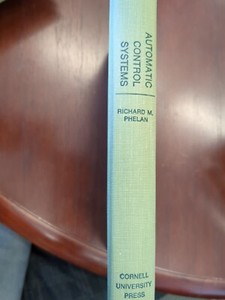 AUTOMATIC
CONTROL
SYSTEMS
RICHARD M.
PHELAN
CORNELL
UNIVERSITY
PRESS